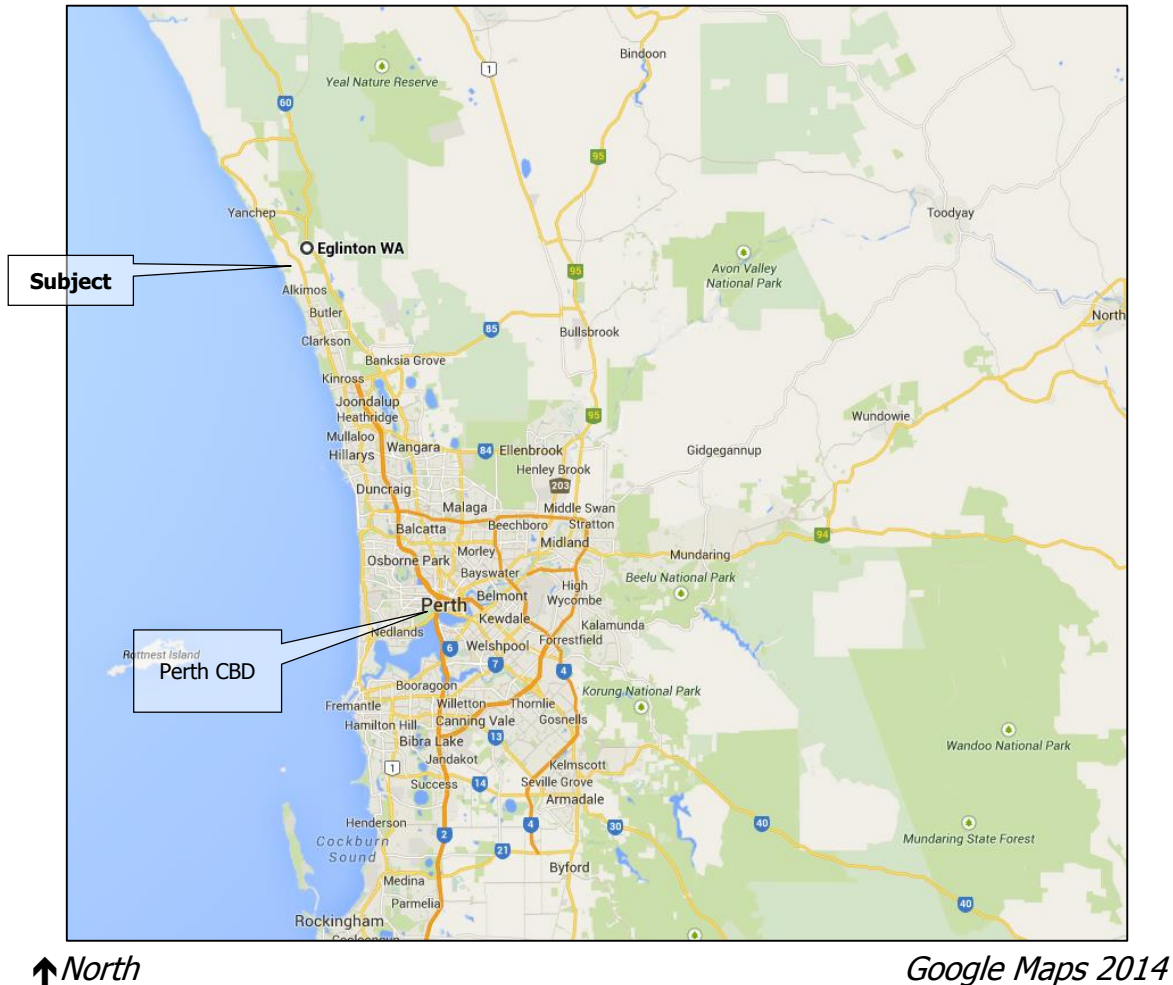 Bindoon
1
Yeal Nature Reserve
60
95
Yanchep
Toodyay
Eglinton WA
Subject
95
Avon Valley
National Park
Alkimos
Butler
North
85
Bullsbrook
Clarkson
Banksia Grove
Kinross
Joondalup
Heathridge
95
Wundowie
Mullaloo
Wangara
84
Ellenbrook
Gidgegannup
Hillarys
Henley Brook
203
Duncraig
Malaga
Middle Swan
Balcatta
Beechboro
Stratton
94
Midland
Morley
Mundaring
Osborne Park
Bayswater
Beelu National Park
High
Wycombe
Belmont
Perth
Kewdale
Kalamunda
Nedlands
Forrestfield
Welshpool
6
Rottnest Island
Perth CBD
7
4
Booragoon
Korung National Park
Fremantle
Willetton
Thornlie
Hamilton Hill
Canning Vale
Gosnells
13
Bibra Lake
Wandoo National Park
Jandakot
1
Kelmscott
Success
14
Seville Grove
Armadale
Henderson
4
30
40
2
Cockburn
Sound
Mundaring State Forest
21
Byford
Medina
Parmelia
40
Rockingham
North
Google Maps 2014